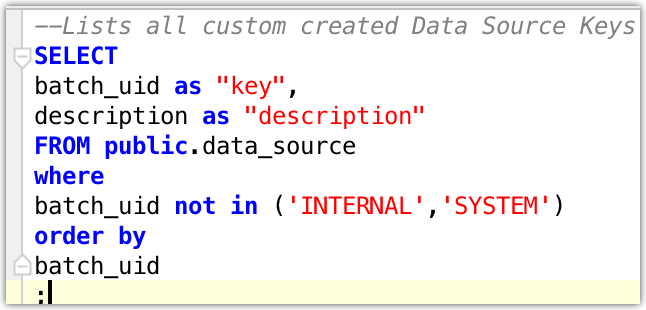 --Lists all custom created Data Source Keys
SELECT
batch_uid as "key",
description as "description"
FROM public.data_source
where
batch_uid not in ('INTERNAL','SYSTEM')
order by
batch_uid
;